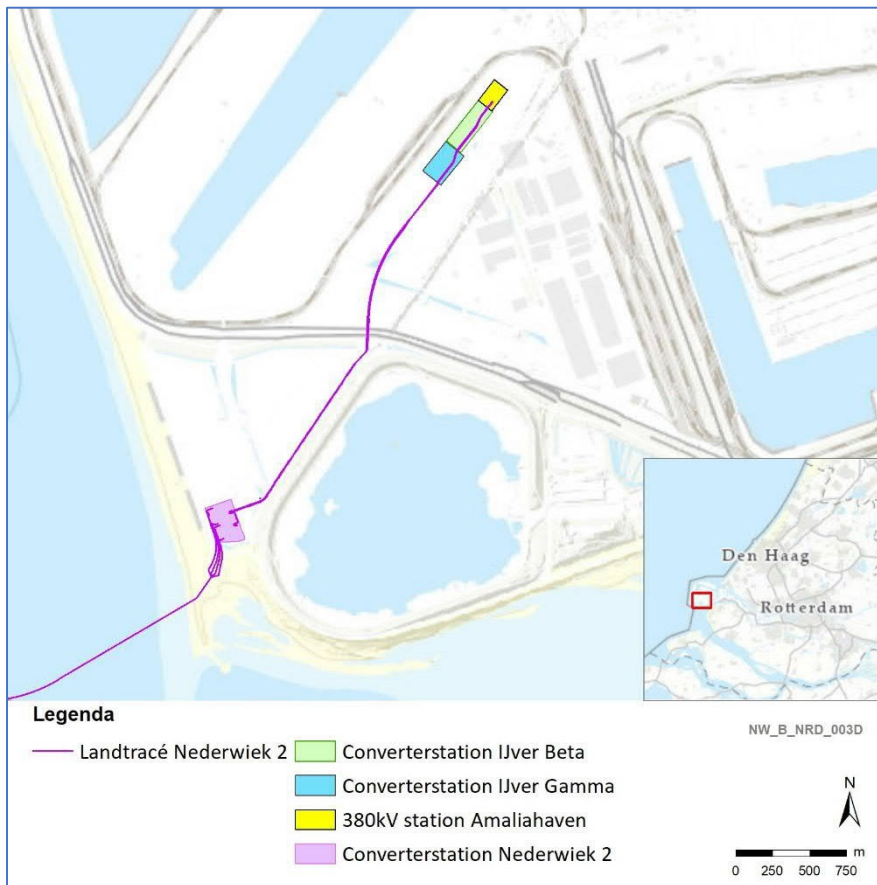 Den Haag
Rotterdam
Legenda
NW_B_NRD_003D
Landtracé Nederwiek 2
Converterstation IJver Beta
Converterstation IJver Gamma
380kV station Amaliahaven
Converterstation Nederwiek 2
N
0 250 500 750 m